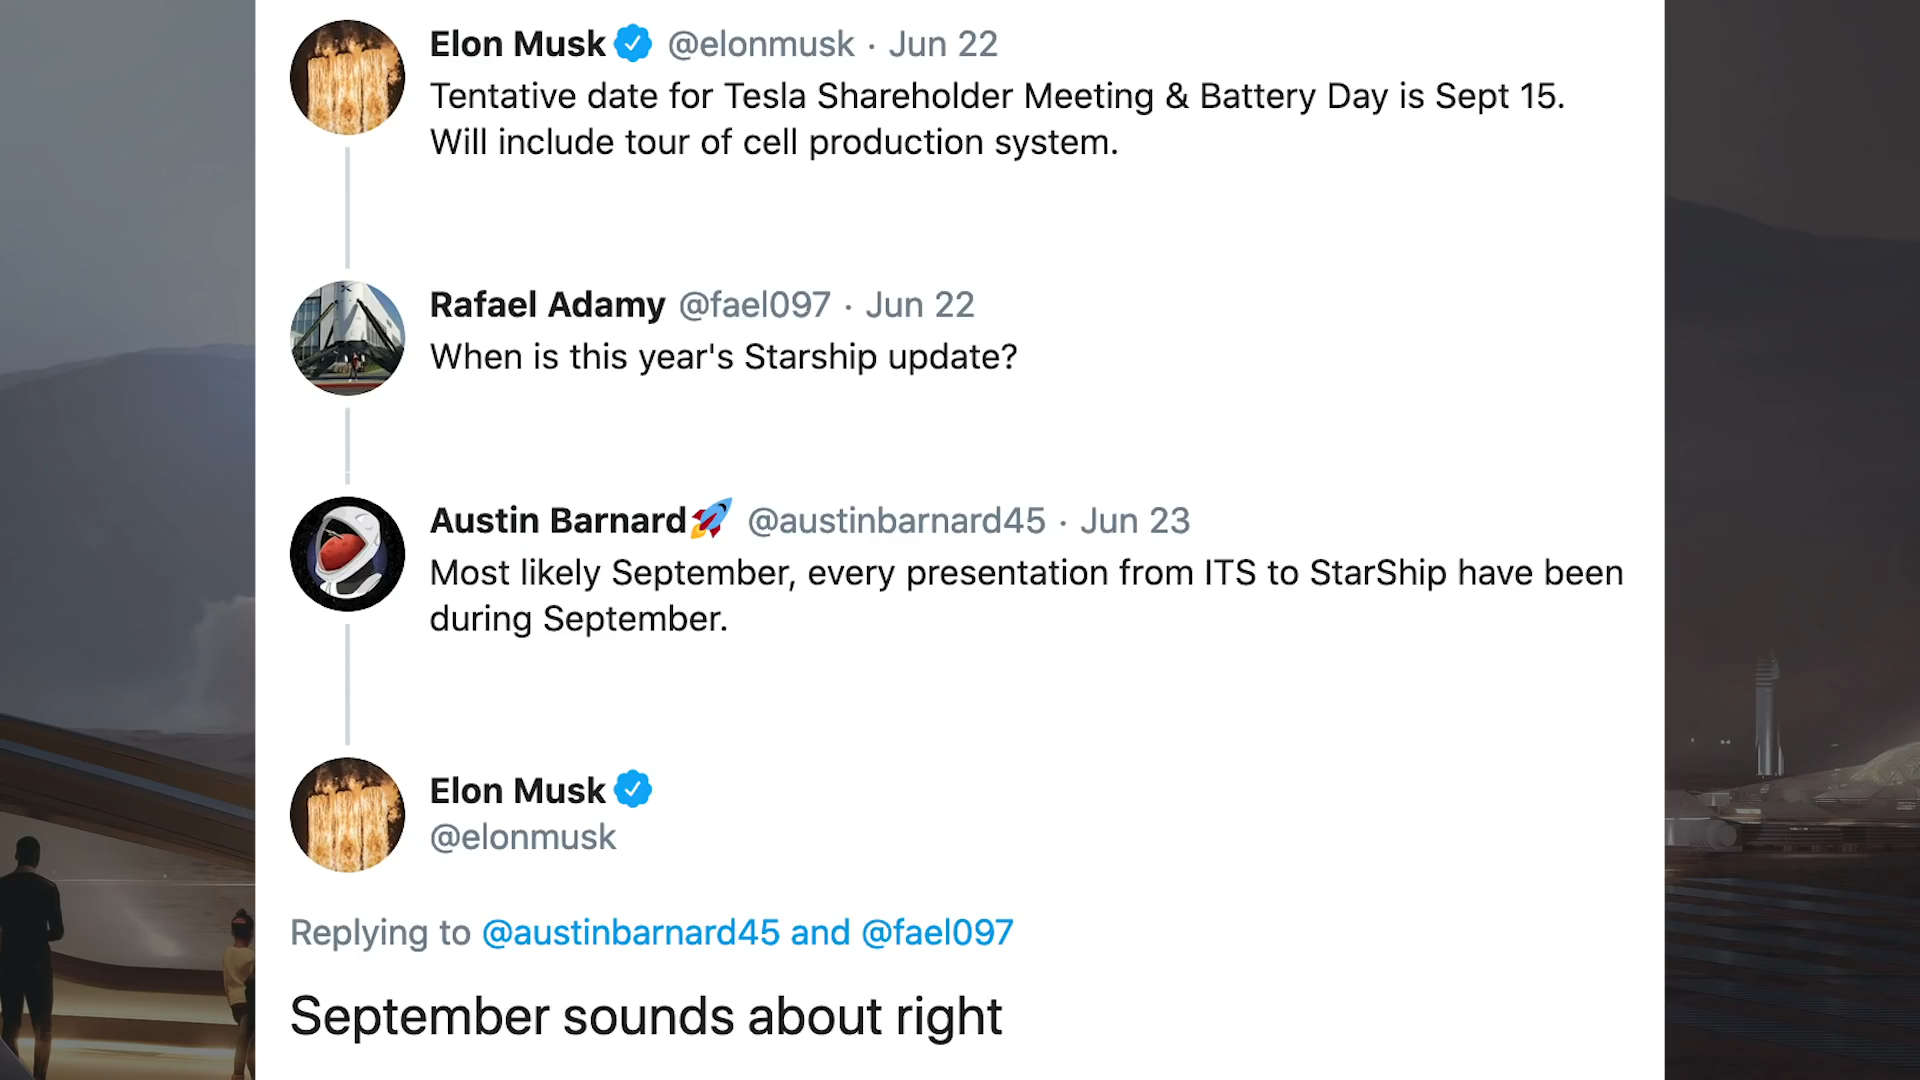 Elon Musk @elonmusk · Jun 22
Tentative date for Tesla Shareholder Meeting & Battery Day is Sept 15.
Will include tour of cell production system.
Rafael Adamy @fael097 · Jun 22
When is this year's Starship update?
Austin Barnard🚀 @austinbarnard45 · Jun 23
Most likely September, every presentation from ITS to StarShip have been
during September.
Elon Musk
@elonmusk
Replying to @austinbarnard45 and @fael097
September sounds about right